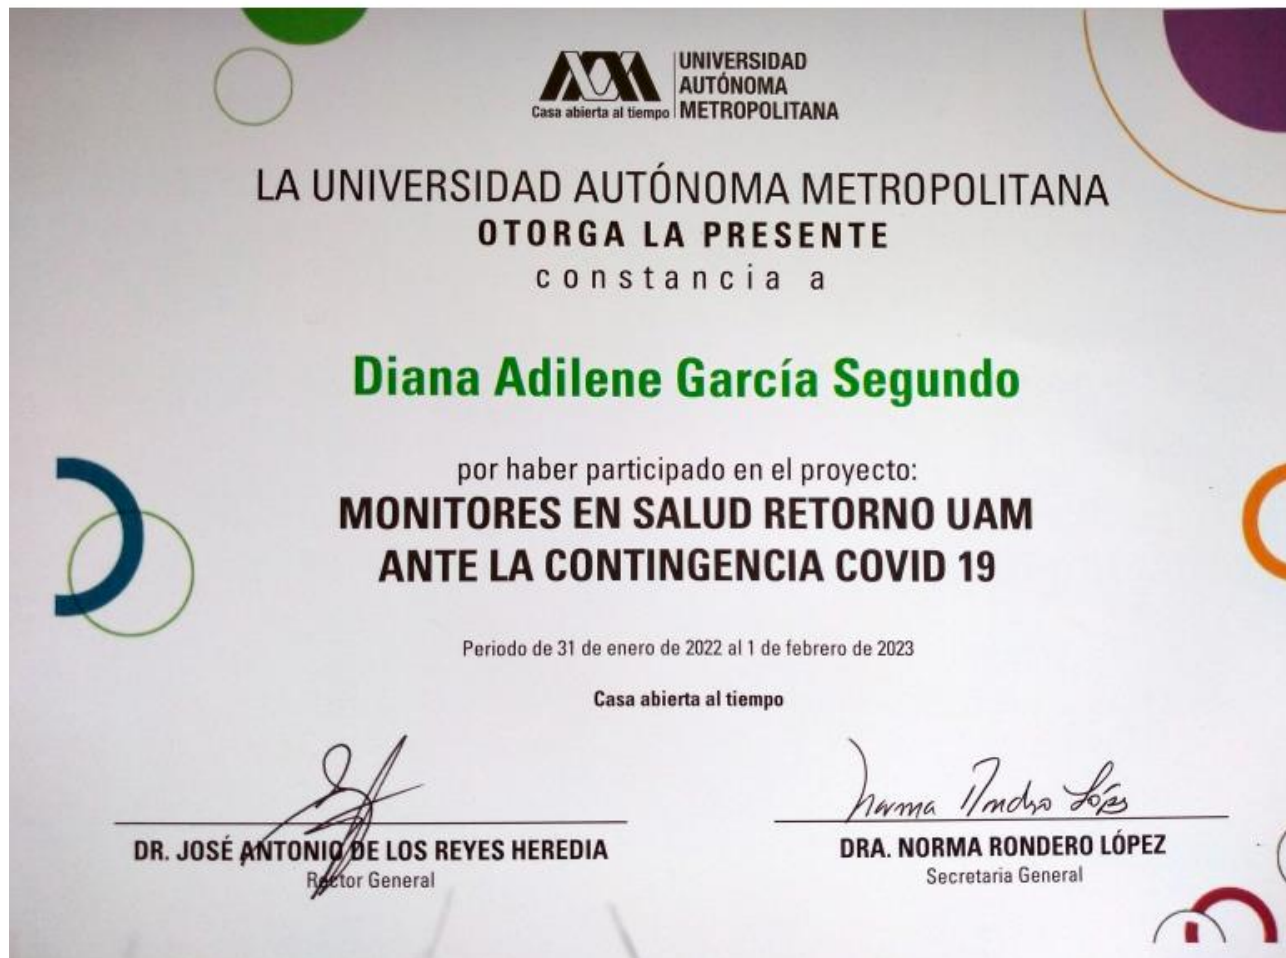 UNIVERSIDAD
AUTÓNOMA
METROPOLITANA
Casa abierta al tiempo
LA UNIVERSIDAD AUTÓNOMA METROPOLITANA
OTORGA LA PRESENTE
constancia a
Diana Adilene García Segundo
por haber participado en el proyecto:
MONITORES EN SALUD RETORNO UAM
ANTE LA CONTINGENCIA COVID 19
Periodo de 31 de enero de 2022 al 1 de febrero de 2023
Casa abierta al tiempo
Norma Rondero López
DR. JOSÉ ANTONIO DE LOS REYES HEREDIA
Rector General
DRA. NORMA RONDERO LÓPEZ
Secretaria General